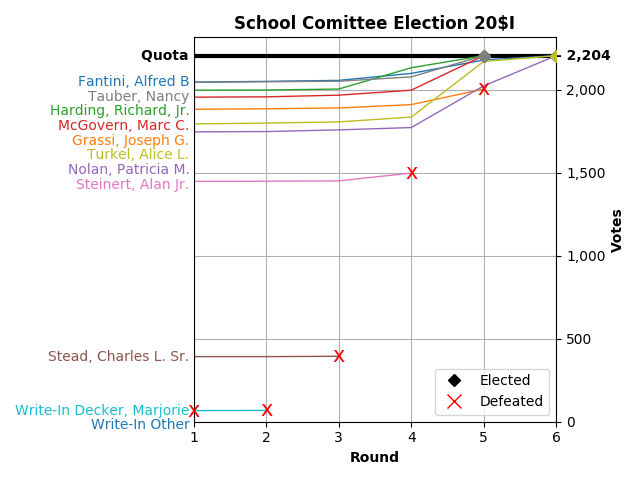 School Comittee Election 20$I
Quota
2,204
Fantini, Alfred B
Tauber, Nancy
Harding, Richard, Jr.
McGovern, Marc C.
Grassi, Joseph G.
Turkel, Alice L.
Nolan, Patricia M.
Steinert, Alan Jr.
Stead, Charles L. Sr.
Write-In Decker, Marjorie
Write-In Other
2,000
1,500
1,000
500
0
Votes
Elected
Defeated
1 2 3 4 5 6
Round